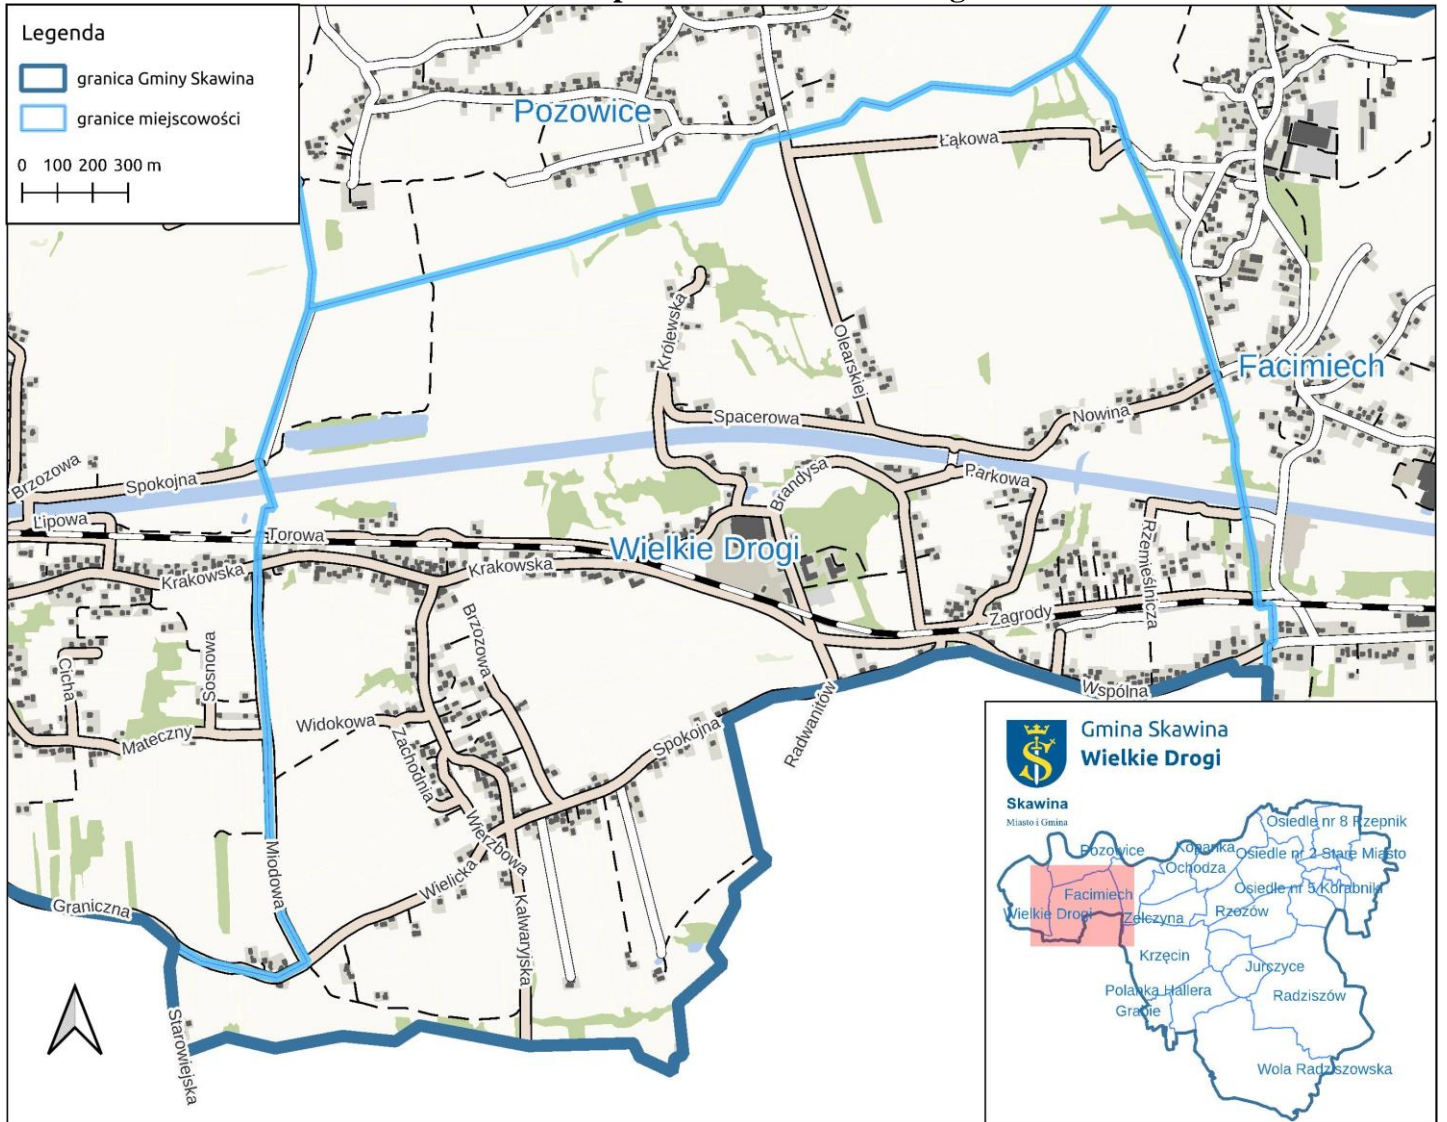 Legenda
granica Gminy Skawina
granice miejscowości
0 100 200 300 m
Pozowice
Łąkowa
Królewska
Olearskiej
Facimiech
Spacerowa
Nowina
Brzozowa
Spokojna
Brandysa
Parkowa
Lipowa
Torowa
Wielkie Drogi
Rzemieślnicza
Krakowska
Krakowska
Zagrody
Brzozowa
Cicha
Sosnowa
Wspólna
Widokowa
Radwanitów
Mateczny
Zachodnia
Spokojna
Wierzbowa
Miodowa
Wielicka
Graniczna
Kalwaryjska
Starowiejska
Gmina Skawina
Wielkie Drogi
Skawina
Miasto i Gmina
Osiedle nr 8 Rzepnik
Pozowice
Kopanka
Osiedle nr 2 Stare Miasto
Ochodza
Osiedle nr 5 Korabniki
Facimiech
Wielkie Drogi
Zelczyna
Rzozów
Krzęcin
Jurczyce
Polanka Hallera
Radziszów
Grabie
Wola Radziszowska